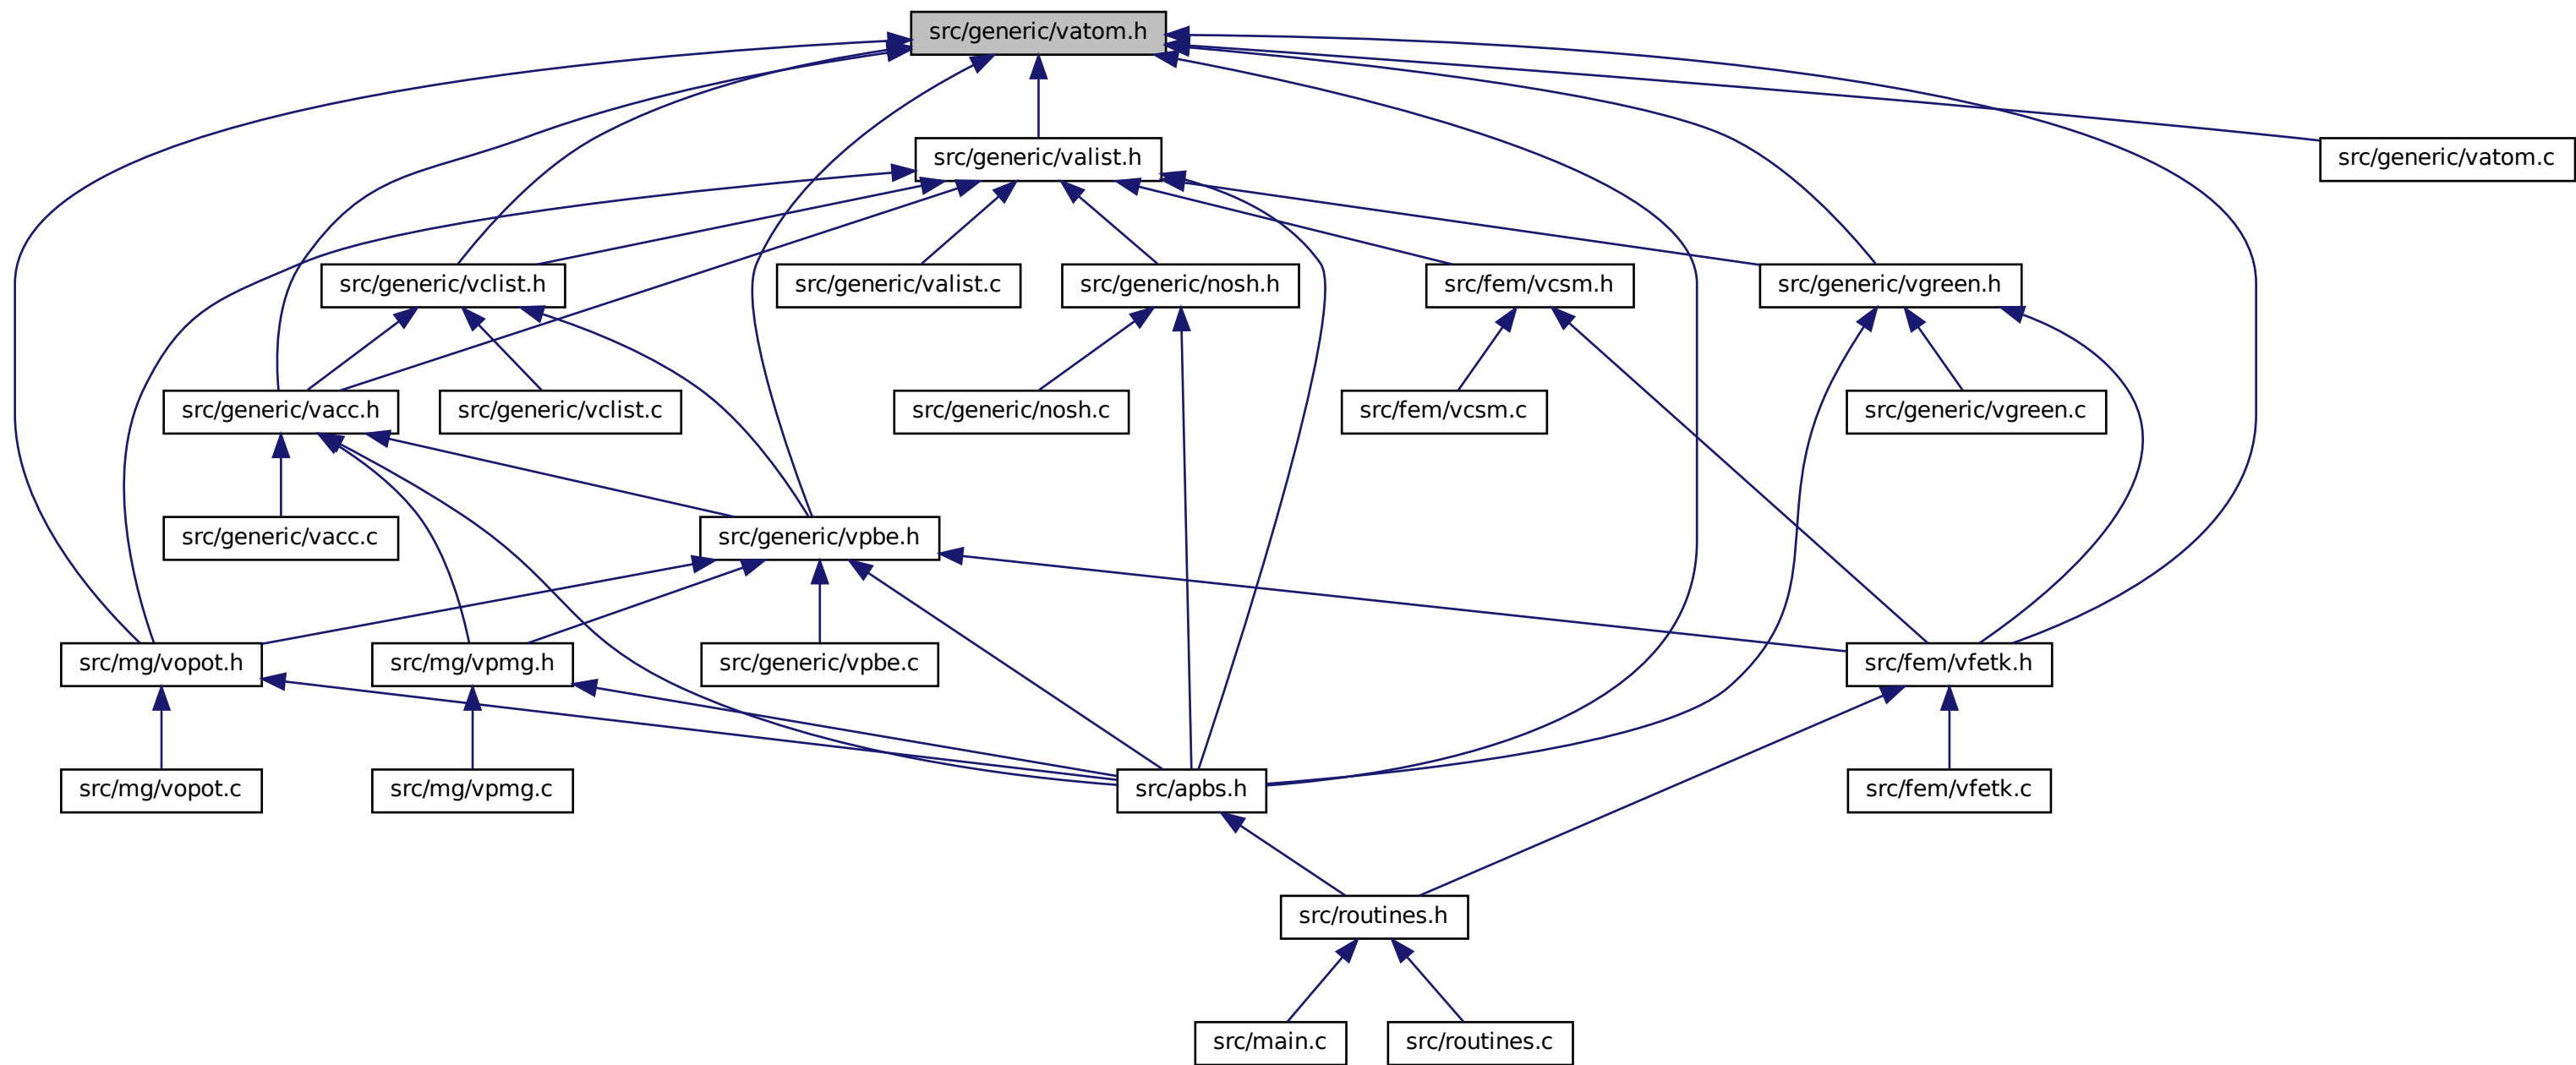 src/generic/vatom.h
src/generic/valist.h
src/generic/vatom.c
src/generic/vclist.h
src/generic/valist.c
src/generic/nosh.h
src/fem/vcsm.h
src/generic/vgreen.h
src/generic/vacc.h
src/generic/vclist.c
src/generic/nosh.c
src/fem/vcsm.c
src/generic/vgreen.c
src/generic/vacc.c
src/generic/vpbe.h
src/mg/vopot.h
src/mg/vpmg.h
src/generic/vpbe.c
src/fem/vfetk.h
src/mg/vopot.c
src/mg/vpmg.c
src/apbs.h
src/fem/vfetk.c
src/routines.h
src/main.c
src/routines.c